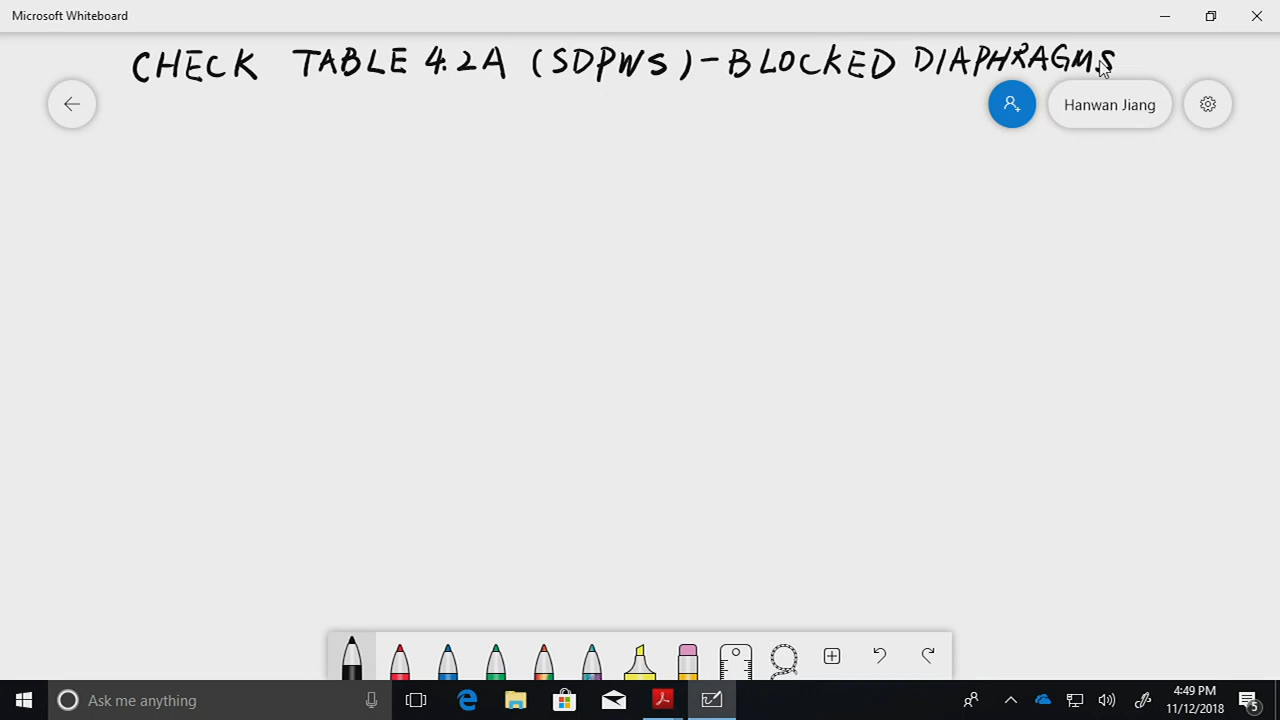 Microsoft Whiteboard
CHECK TABLE 4.2A (SDPWS) - BLOCKED DIAPHRAGMS
Hanwan Jiang
Ask me anything
4:49 PM
11/12/2018
5